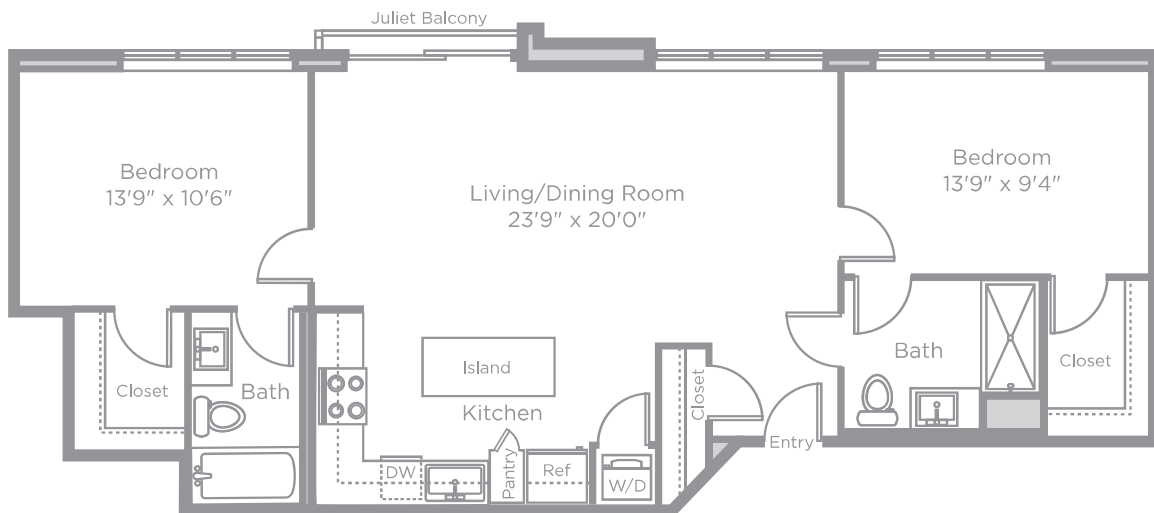 Juliet Balcony
Bedroom
13'9" x 10'6"
Living/Dining Room
23'9" x 20'0"
Bedroom
13'9" x 9'4"
Closet
Bath
Island
Kitchen
DW
Pantry
Ref
W/D
Closet
Entry
Bath
Closet